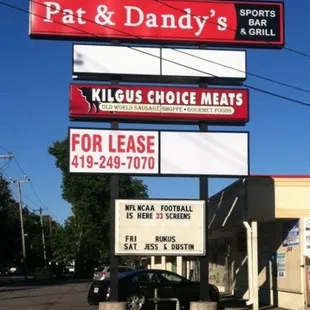 Pat & Dandy's
SPORTS
BAR
& GRILL
KILGUS CHOICE MEATS
OLD WORLD SAUSAGE SHOPPE • GOURMET FOODS
FOR LEASE
419-249-7070
NFL NCAA FOOTBALL
IS HERE 33 SCREENS
FRI RUKUS
SAT JESS & DUSTIN